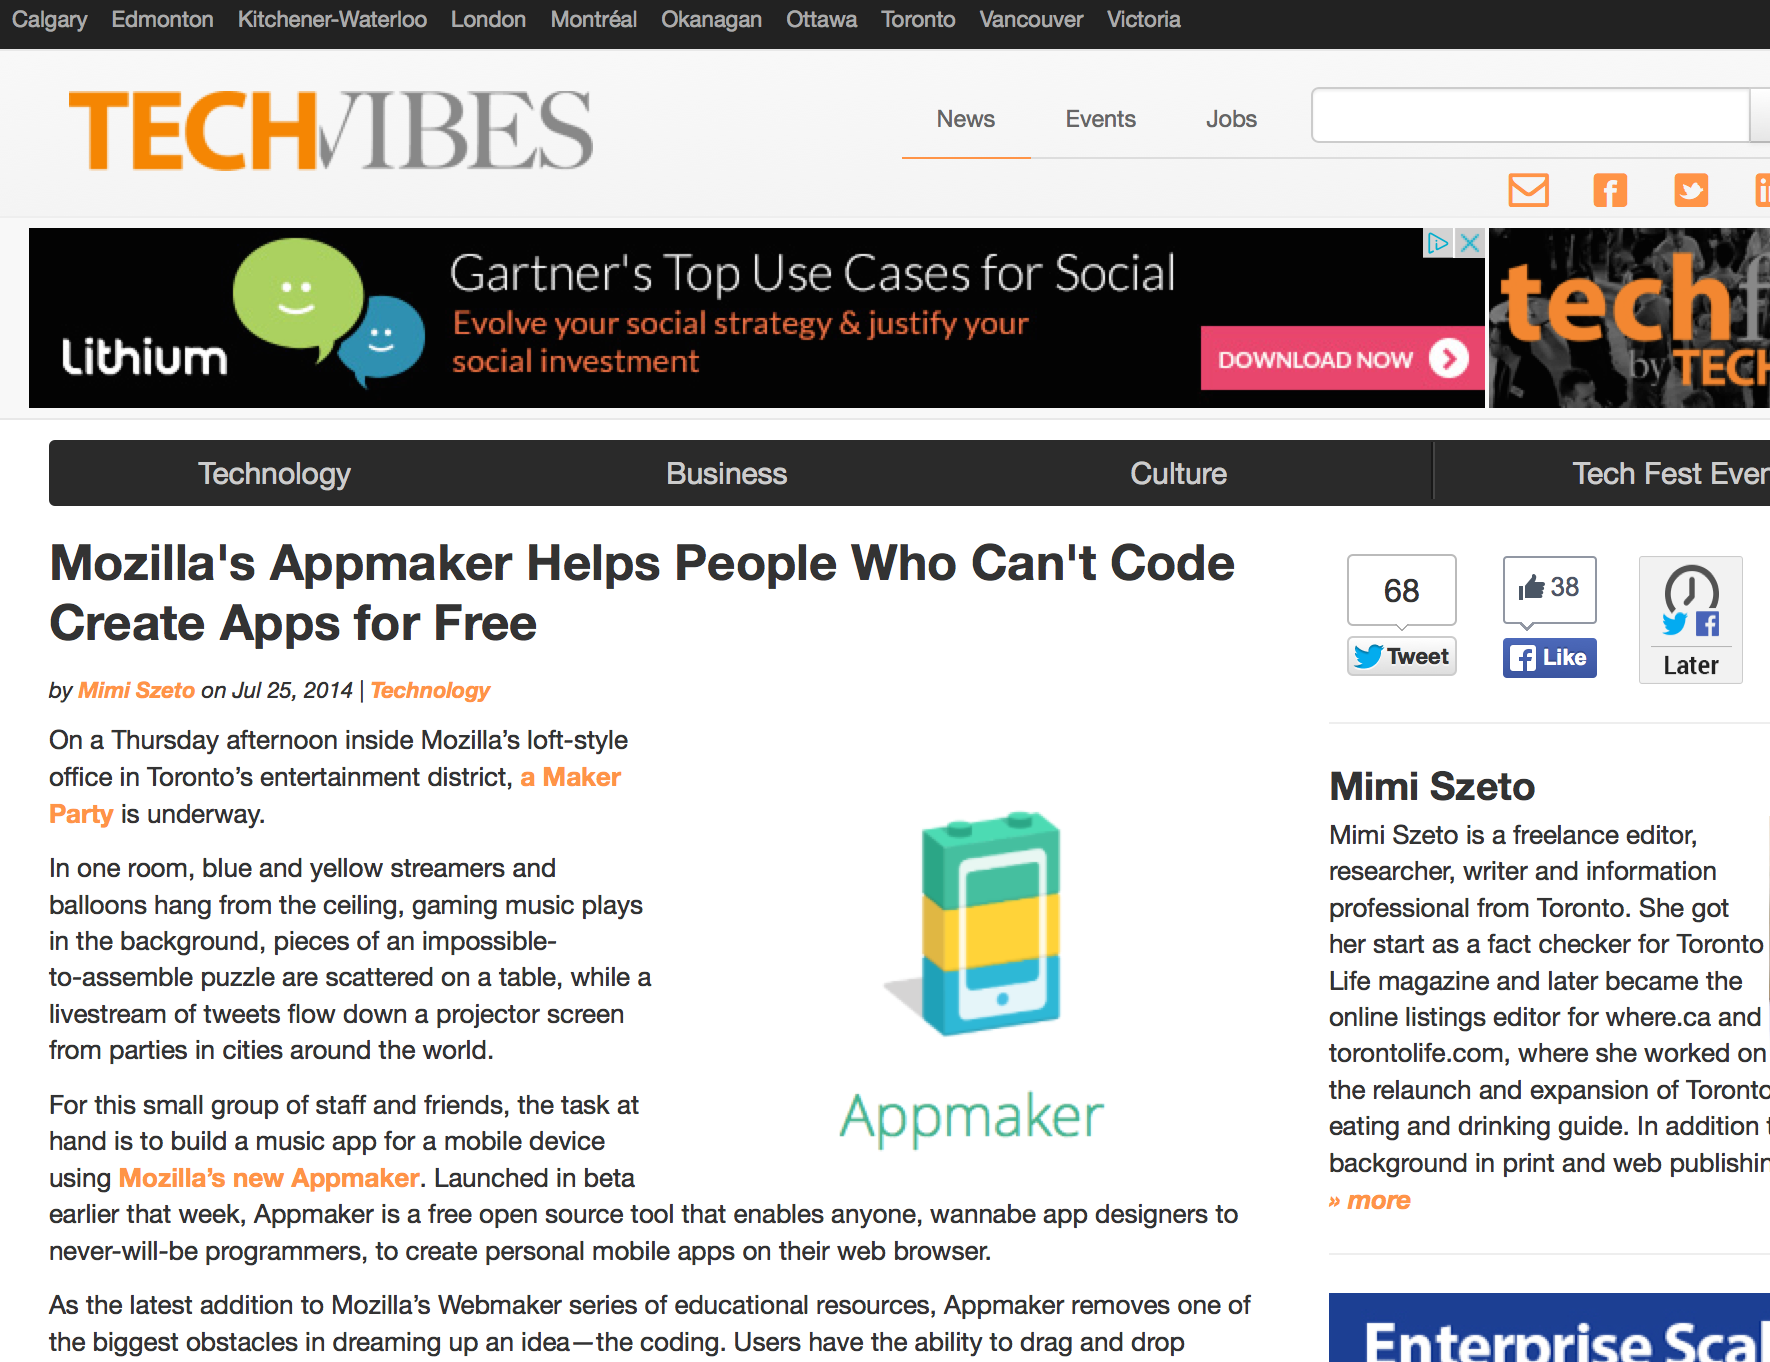 Calgary Edmonton Kitchener-Waterloo London Montréal Okanagan Ottawa Toronto Vancouver Victoria
TECHVIBES
News Events Jobs
Lithium
Gartner's Top Use Cases for Social
Evolve your social strategy & justify your
social investment
DOWNLOAD NOW
tech
by TECH
Technology Business Culture Tech Fest
Mozilla's Appmaker Helps People Who Can't Code
Create Apps for Free
by Mimi Szeto on Jul 25, 2014 | Technology
On a Thursday afternoon inside Mozilla’s loft-style
office in Toronto’s entertainment district, a Maker
Party is underway.
In one room, blue and yellow streamers and
balloons hang from the ceiling, gaming music plays
in the background, pieces of an impossible-
to-assemble puzzle are scattered on a table, while a
livestream of tweets flow down a projector screen
from parties in cities around the world.
For this small group of staff and friends, the task at
hand is to build a music app for a mobile device
using Mozilla’s new Appmaker. Launched in beta
earlier that week, Appmaker is a free open source tool that enables anyone, wannabe app designers to
never-will-be programmers, to create personal mobile apps on their web browser.
As the latest addition to Mozilla’s Webmaker series of educational resources, Appmaker removes one of
the biggest obstacles in dreaming up an idea—the coding. Users have the ability to drag and drop
Appmaker
68
Tweet
38
Like
Later
Mimi Szeto
Mimi Szeto is a freelance editor,
researcher, writer and information
professional from Toronto. She got
her start as a fact checker for Toronto
Life magazine and later became the
online listings editor for where.ca and
torontolife.com, where she worked on
the relaunch and expansion of Toronto
eating and drinking guide. In addition
background in print and web publishin
» more
Enterprise Scal